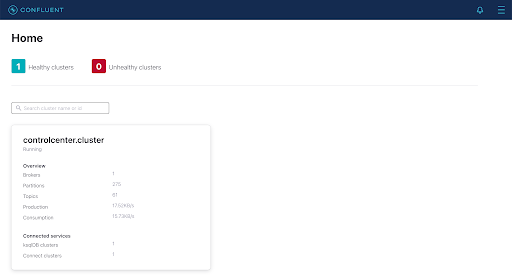 CONFLUENT
Home
1 Healthy clusters 0 Unhealthy clusters
Search cluster name or id
controlcenter.cluster
Running
Overview
Brokers 1
Partitions 275
Topics 61
Production 17.52KB/s
Consumption 15.73KB/s
Connected services
ksqlDB clusters 1
Connect clusters 1